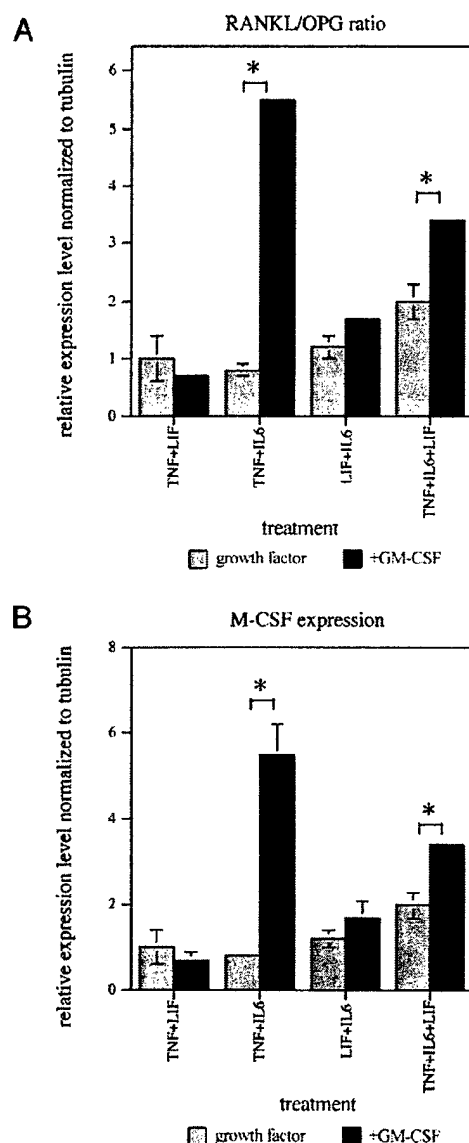 A
RANKL/OPG ratio
relative expression level normalized to tubulin
6
5
4
3
2
1
0
*
*
TNF+LIF
TNF+IL6
LIF+IL6
TNF+IL6+LIF
treatment
growth factor
+GM-CSF
B
M-CSF expression
relative expression level normalized to tubulin
8
6
4
2
0
*
*
TNF+LIF
TNF+IL6
LIF+IL6
TNF+IL6+LIF
treatment
growth factor
+GM-CSF